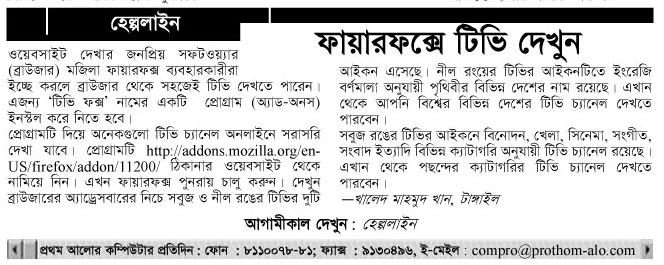 হেল্পলাইন
ফায়ারফক্সে টিভি দেখুন
ওয়েবসাইট দেখার জনপ্রিয় সফটওয়্যার
(ব্রাউজার) মজিলা ফায়ারফক্স ব্যবহারকারীরা
ইচ্ছে করলে ব্রাউজার থেকে সহজেই টিভি দেখতে পারেন।
এজন্য 'টিভি ফক্স' নামের একটি প্রোগ্রাম (অ্যাড-অনস)
ইনস্টল করে নিতে হবে।
প্রোগ্রামটি দিয়ে অনেকগুলো টিভি চ্যানেল অনলাইনে সরাসরি
দেখা যাবে। প্রোগ্রামটি http://addons.mozilla.org/en-
US/firefox/addon/11200/ ঠিকানার ওয়েবসাইট থেকে
নামিয়ে নিন। এখন ফায়ারফক্স পুনরায় চালু করুন। দেখুন
ব্রাউজারের অ্যাড্রেসবারের নিচে সবুজ ও নীল রঙের টিভির দুটি
আইকন এসেছে। নীল রংয়ের টিভির আইকনটিতে ইংরেজি
বর্ণমালা অনুযায়ী পৃথিবীর বিভিন্ন দেশের নাম রয়েছে। এখান
থেকে আপনি বিশ্বের বিভিন্ন দেশের টিভি চ্যানেল দেখতে
পারবেন।
সবুজ রঙের টিভির আইকনে বিনোদন, খেলা, সিনেমা, সংগীত,
সংবাদ ইত্যাদি বিভিন্ন ক্যাটাগরি অনুযায়ী টিভি চ্যানেল রয়েছে।
এখান থেকে পছন্দের ক্যাটাগরির টিভি চ্যানেল দেখতে
পারবেন।
—খালেদ মাহমুদ খান, টাঙ্গাইল
আগামীকাল দেখুন : হেল্পলাইন
প্রথম আলোর কম্পিউটার প্রতিদিন : ফোন : ৮১১০০৭৮-৮১; ফ্যাক্স : ৯১৩০৪৯৬, ই-মেইল : compro@prothom-alo.com